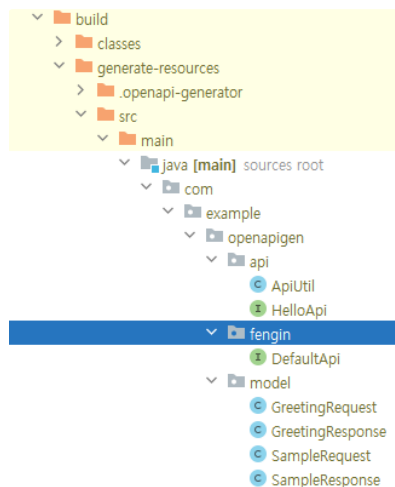 build
classes
generate-resources
.openapi-generator
src
main
java [main] sources root
com
example
openapigen
api
C ApiUtil
I HelloApi
fengin
I DefaultApi
model
C GreetingRequest
C GreetingResponse
C SampleRequest
C SampleResponse